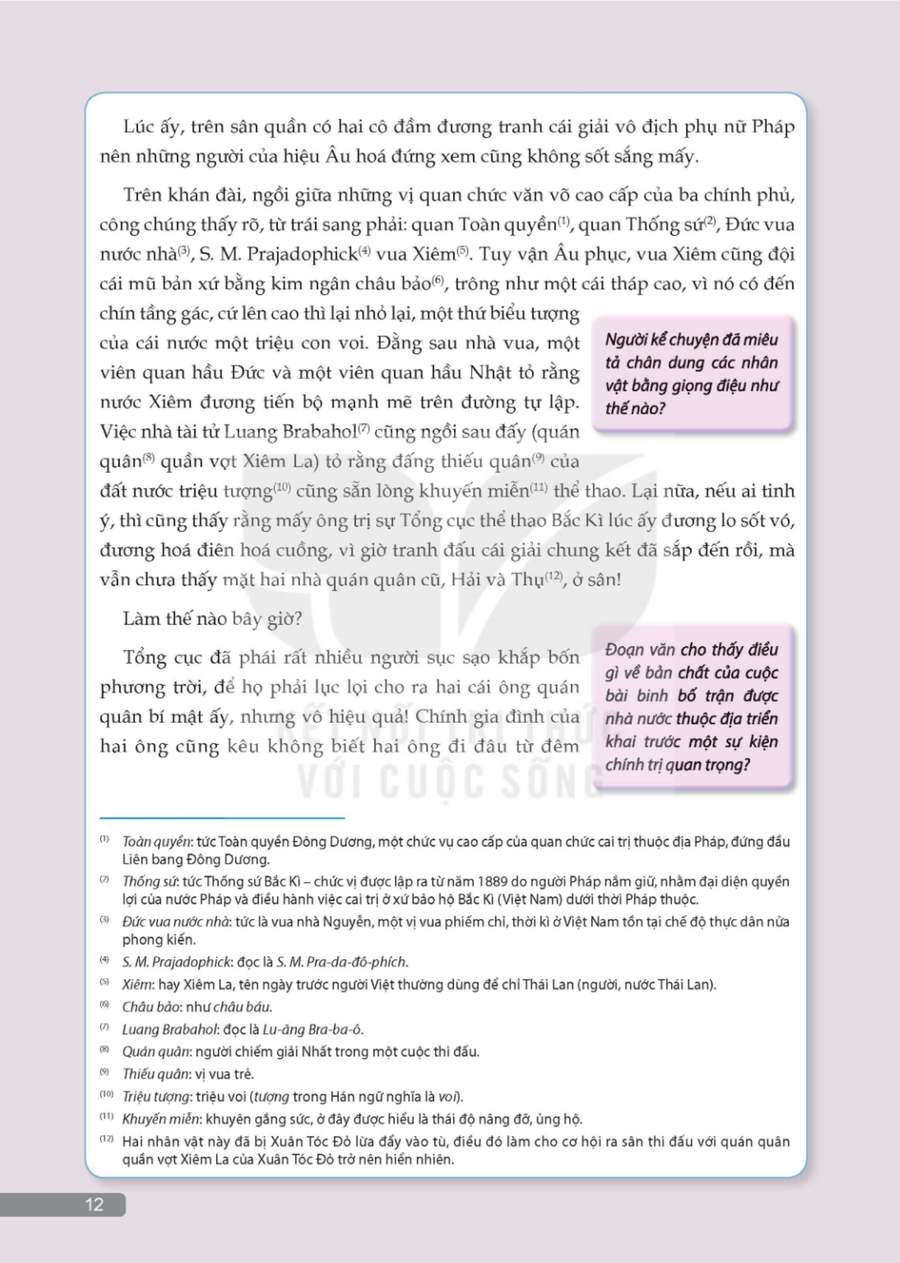 Lúc ấy, trên sân quần có hai cô đầm đương tranh cái giải vô địch phụ nữ Pháp
nên những người của hiệu Âu hoá đứng xem cũng không sốt sắng mấy.
Trên khán đài, ngồi giữa những vị quan chức văn võ cao cấp của ba chính phủ,
công chúng thấy rõ, từ trái sang phải: quan Toàn quyền(1), quan Thống sứ(2), Đức vua
nước nhà(3), S. M. Prajadophick(4) vua Xiêm(5). Tuy vận Âu phục, vua Xiêm cũng đội
cái mũ bản xứ bằng kim ngân châu bảo(6), trông như một cái tháp cao, vì nó có đến
chín tầng gác, cứ lên cao thì lại nhỏ lại, một thứ biểu tượng
của cái nước một triệu con voi. Đằng sau nhà vua, một
viên quan hầu Đức và một viên quan hầu Nhật tỏ rằng
nước Xiêm đương tiến bộ mạnh mẽ trên đường tự lập.
Việc nhà tài tử Luang Brabahol(7) cũng ngồi sau đấy (quán
quân(8) quần vợt Xiêm La) tỏ rằng đấng thiếu quân(9) của
đất nước triệu tượng(10) cũng sẵn lòng khuyến miễn(11) thể thao. Lại nữa, nếu ai tinh
ý, thì cũng thấy rằng mấy ông trị sự Tổng cục thể thao Bắc Kì lúc ấy đương lo sốt vó,
đương hoá điên hoá cuồng, vì giờ tranh đấu cái giải chung kết đã sắp đến rồi, mà
vẫn chưa thấy mặt hai nhà quán quân cũ, Hải và Thụ(12), ở sân!
Người kể chuyện đã miêu
tả chân dung các nhân
vật bằng giọng điệu như
thế nào?
Làm thế nào bây giờ?
Tổng cục đã phái rất nhiều người sục sạo khắp bốn
phương trời, để họ phải lục lọi cho ra hai cái ông quán
quân bí mật ấy, nhưng vô hiệu quả! Chính gia đình của
hai ông cũng kêu không biết hai ông đi đâu từ đêm
Đoạn văn cho thấy điều
gì về bản chất của cuộc
bài binh bố trận được
nhà nước thuộc địa triển
khai trước một sự kiện
chính trị quan trọng?
KẾT NỐI TRI THỨC
VỚI CUỘC SỐNG
(1) Toàn quyền: tức Toàn quyền Đông Dương, một chức vụ cao cấp của quan chức cai trị thuộc địa Pháp, đứng đầu
Liên bang Đông Dương.
(2) Thống sứ: tức Thống sứ Bắc Kì – chức vị được lập ra từ năm 1889 do người Pháp nắm giữ, nhằm đại diện quyền
lợi của nước Pháp và điều hành việc cai trị ở xứ bảo hộ Bắc Kì (Việt Nam) dưới thời Pháp thuộc.
(3) Đức vua nước nhà: tức là vua nhà Nguyễn, một vị vua phiếm chỉ, thời kì ở Việt Nam tồn tại chế độ thực dân nửa
phong kiến.
(4) S. M. Prajadophick: đọc là S. M. Pra-da-đô-phích.
(5) Xiêm: hay Xiêm La, tên ngày trước người Việt thường dùng để chỉ Thái Lan (người, nước Thái Lan).
(6) Châu bảo: như châu báu.
(7) Luang Brabahol: đọc là Lu-âng Bra-ba-ô.
(8) Quán quân: người chiếm giải Nhất trong một cuộc thi đấu.
(9) Thiếu quân: vị vua trẻ.
(10) Triệu tượng: triệu voi (tượng trong Hán ngữ nghĩa là voi).
(11) Khuyến miễn: khuyên gắng sức, ở đây được hiểu là thái độ nâng đỡ, ủng hộ.
(12) Hai nhân vật này đã bị Xuân Tóc Đỏ lừa đẩy vào tù, điều đó làm cho cơ hội ra sân thi đấu với quán quân
quần vợt Xiêm La của Xuân Tóc Đỏ trở nên hiển nhiên.
12